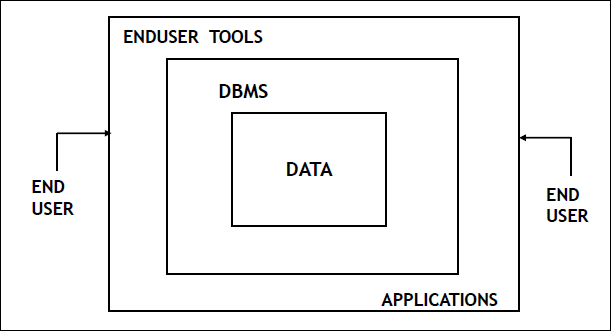 ENDUSER TOOLS
DBMS
DATA
END
USER
END
USER
APPLICATIONS